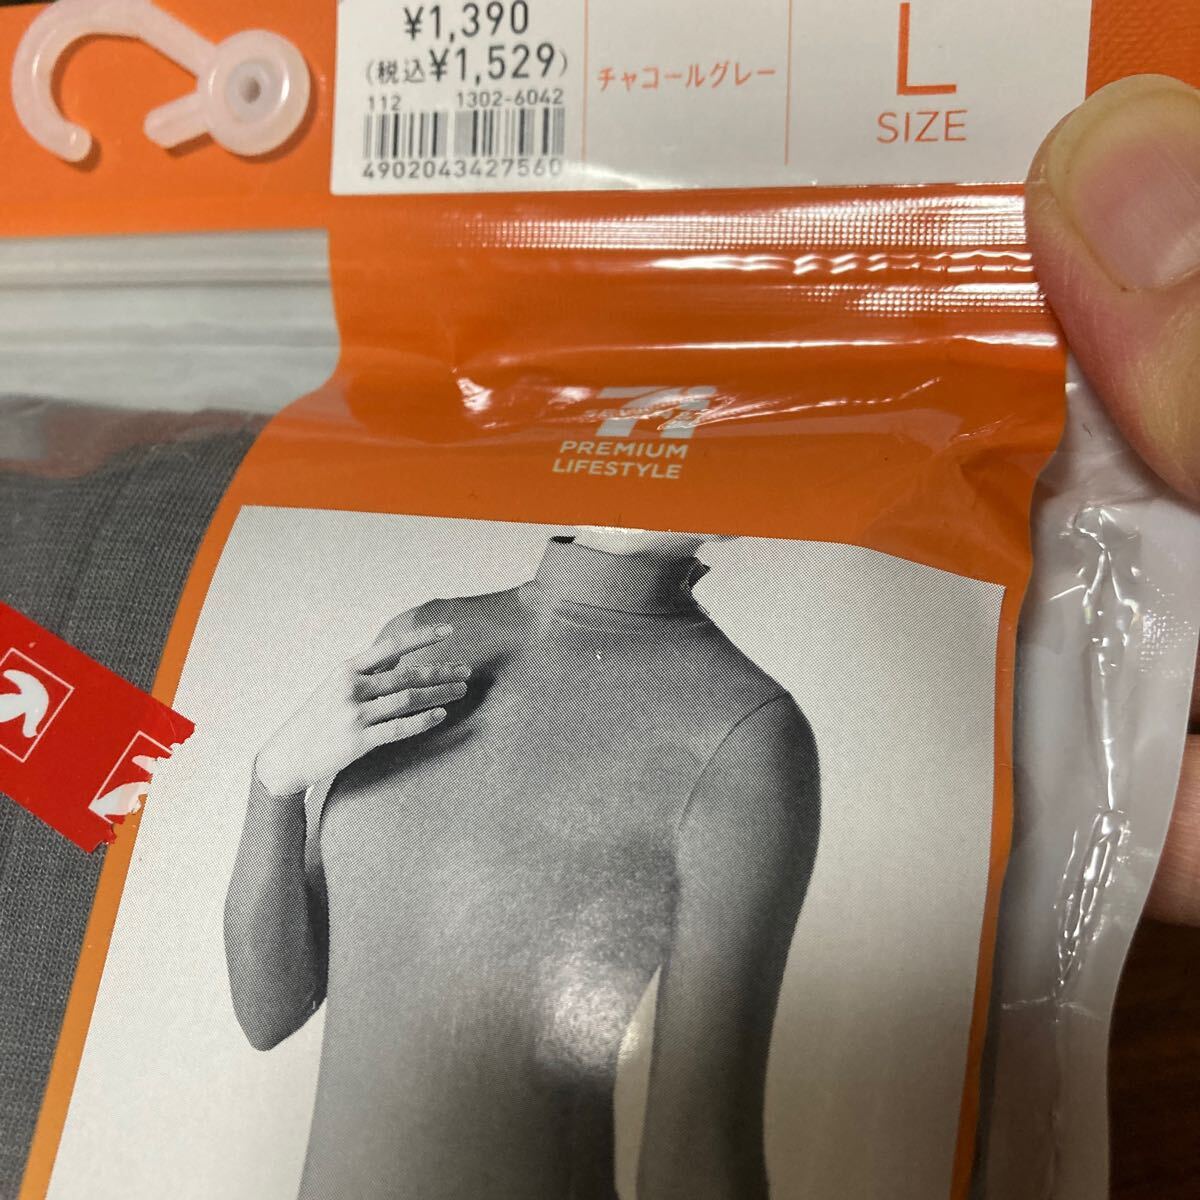 ¥1,390
(税込¥1,529)
112 1302-6042
4902043427560
チャコールグレー
L
SIZE
PREMIUM
LIFESTYLE